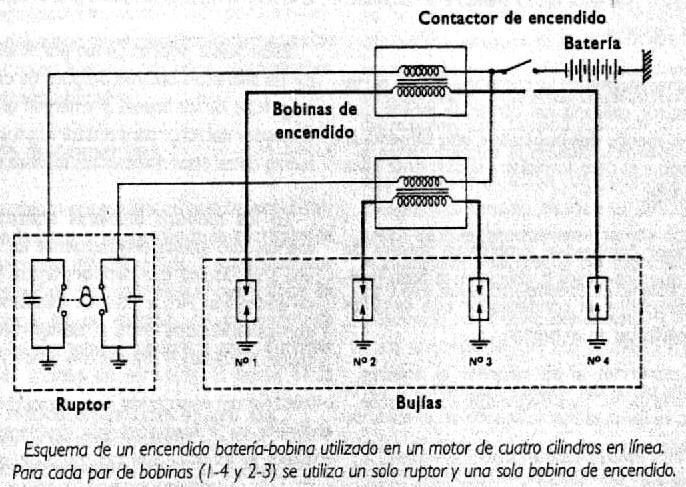 Contactor de encendido
Batería
Bobinas de
encendido
Nº 1
Nº 2
Nº 3
Nº 4
Ruptor
Bujías
Esquema de un encendido batería-bobina utilizado en un motor de cuatro cilindros en línea.
Para cada par de bobinas (1-4 y 2-3) se utiliza un solo ruptor y una sola bobina de encendido.